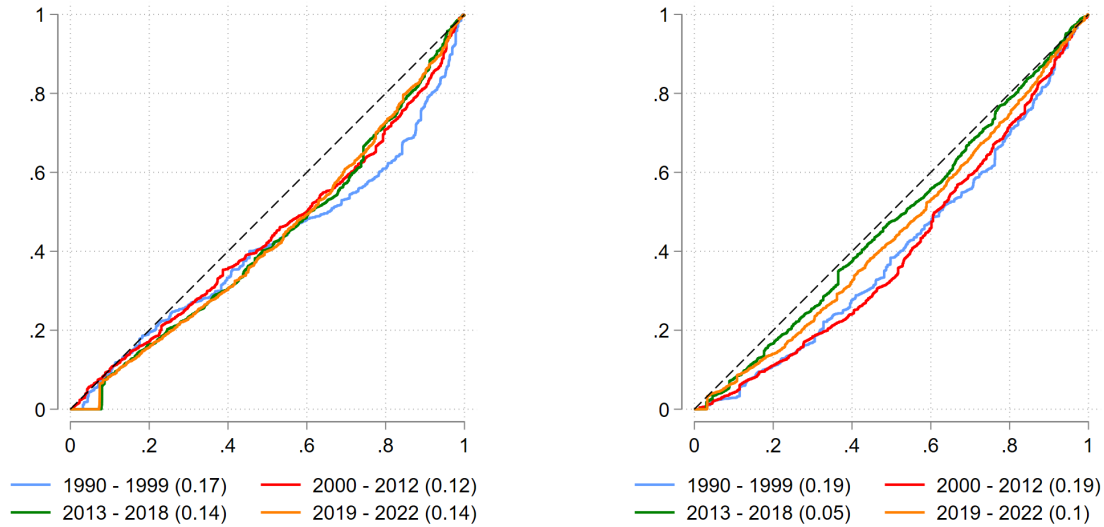 1
.8
.6
.4
.2
0
0 .2 .4 .6 .8 1
1990 - 1999 (0.17) 2000 - 2012 (0.12)
2013 - 2018 (0.14) 2019 - 2022 (0.14)
1
.8
.6
.4
.2
0
0 .2 .4 .6 .8 1
1990 - 1999 (0.19) 2000 - 2012 (0.19)
2013 - 2018 (0.05) 2019 - 2022 (0.1)